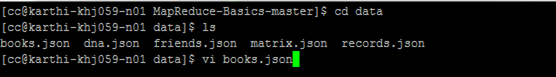 [cc@karthi-khj059-n01 MapReduce-Basics-master]$ cd data
[cc@karthi-khj059-n01 data]$ ls
books.json  dna.json  friends.json  matrix.json  records.json
[cc@karthi-khj059-n01 data]$ vi books.json